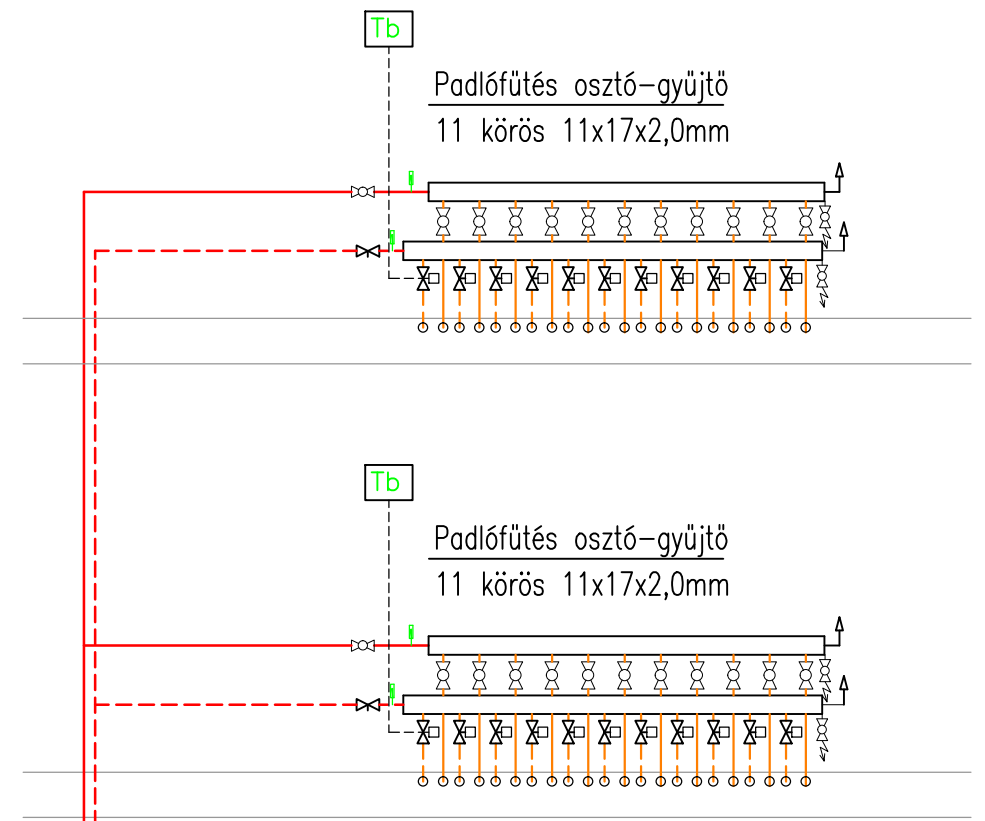 Tb
Padlófűtés osztó-gyűjtő
11 körös 11x17x2,0mm
Tb
Padlófűtés osztó-gyűjtő
11 körös 11x17x2,0mm